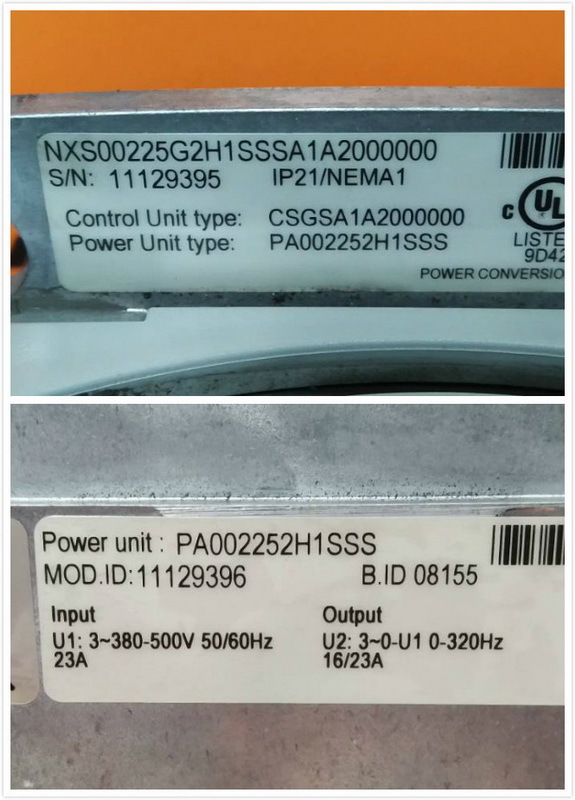 NXS00225G2H1SSSA1A2000000
S/N: 11129395 IP21/NEMA1
Control Unit type: CSGSA1A2000000
Power Unit type: PA002252H1SSS
C UL
LISTE
9D42
POWER CONVERSIO
Power unit : PA002252H1SSS
MOD.ID:11129396 B.ID 08155
Input Output
U1: 3~380-500V 50/60Hz U2: 3~0-U1 0-320Hz
23A 16/23A